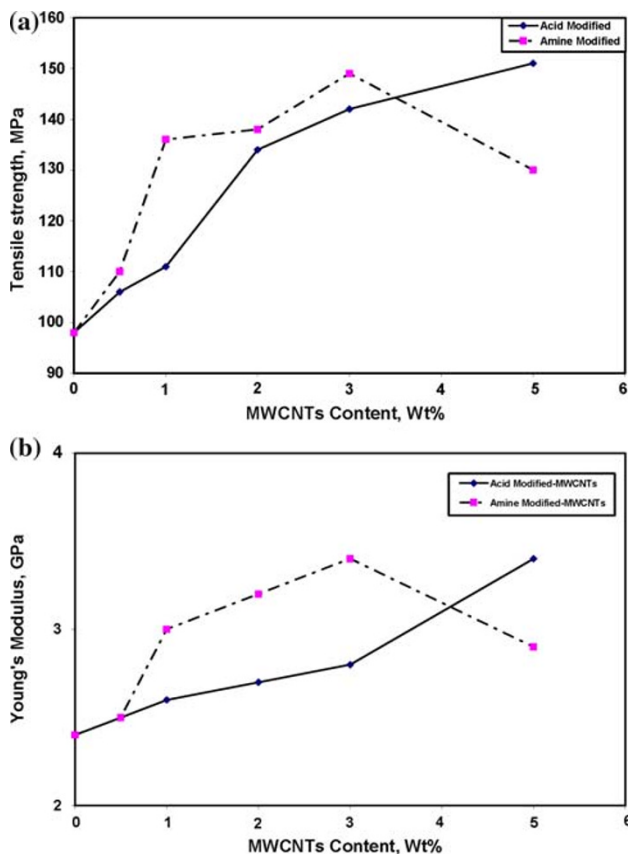 (a)
160
150
140
130
120
110
100
90
Tensile strength, MPa
Acid Modified
Amine Modified
0 1 2 3 4 5 6
MWCNTs Content, Wt%
(b)
4
3
2
Young's Modulus, GPa
Acid Modified-MWCNTs
Amine Modified-MWCNTs
0 1 2 3 4 5 6
MWCNTs Content, Wt%